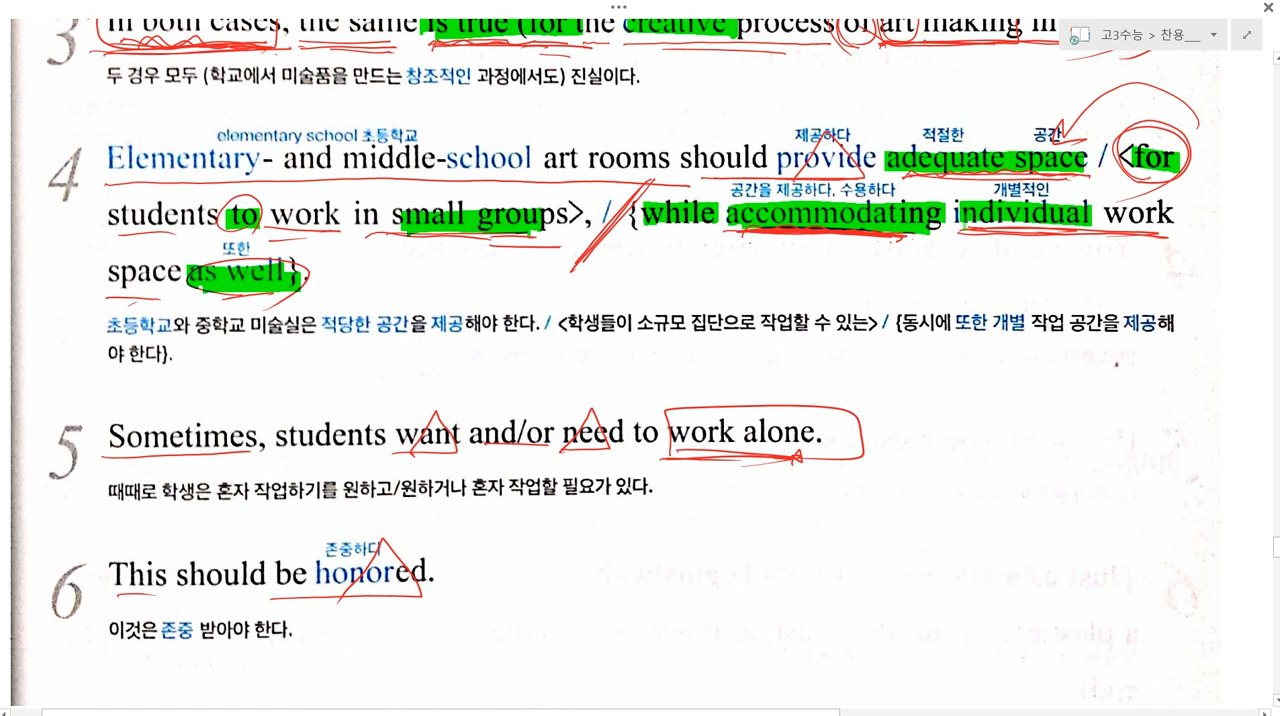 3 In both cases, the same is true (for the creative process of art making in
고3수능 > 찬용__
두 경우 모두 (학교에서 미술품을 만드는 창조적인 과정에서도) 진실이다.
elementary school 초등학교 제공하다 적절한 공간
4 Elementary- and middle-school art rooms should provide adequate space / <for
공간을 제공하다, 수용하다 개별적인
students to work in small groups>, / {while accommodating individual work
또한
space as well}.
초등학교와 중학교 미술실은 적당한 공간을 제공해야 한다. / <학생들이 소규모 집단으로 작업할 수 있는> / {동시에 또한 개별 작업 공간을 제공해
야 한다}.
5 Sometimes, students want and/or need to work alone.
때때로 학생은 혼자 작업하기를 원하고/원하거나 혼자 작업할 필요가 있다.
존중하다
6 This should be honored.
이것은 존중 받아야 한다.